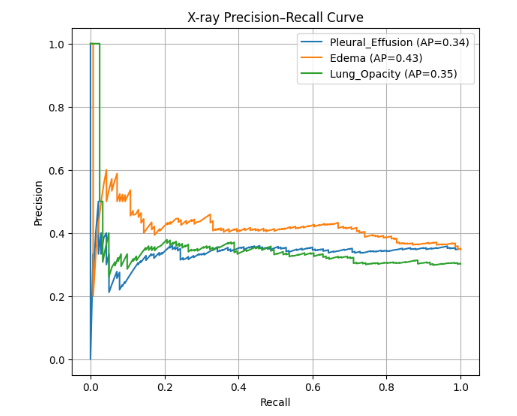 X-ray Precision–Recall Curve
Pleural_Effusion (AP=0.34)
Edema (AP=0.43)
Lung_Opacity (AP=0.35)
1.0
0.8
0.6
0.4
0.2
0.0
Precision
0.0 0.2 0.4 0.6 0.8 1.0
Recall